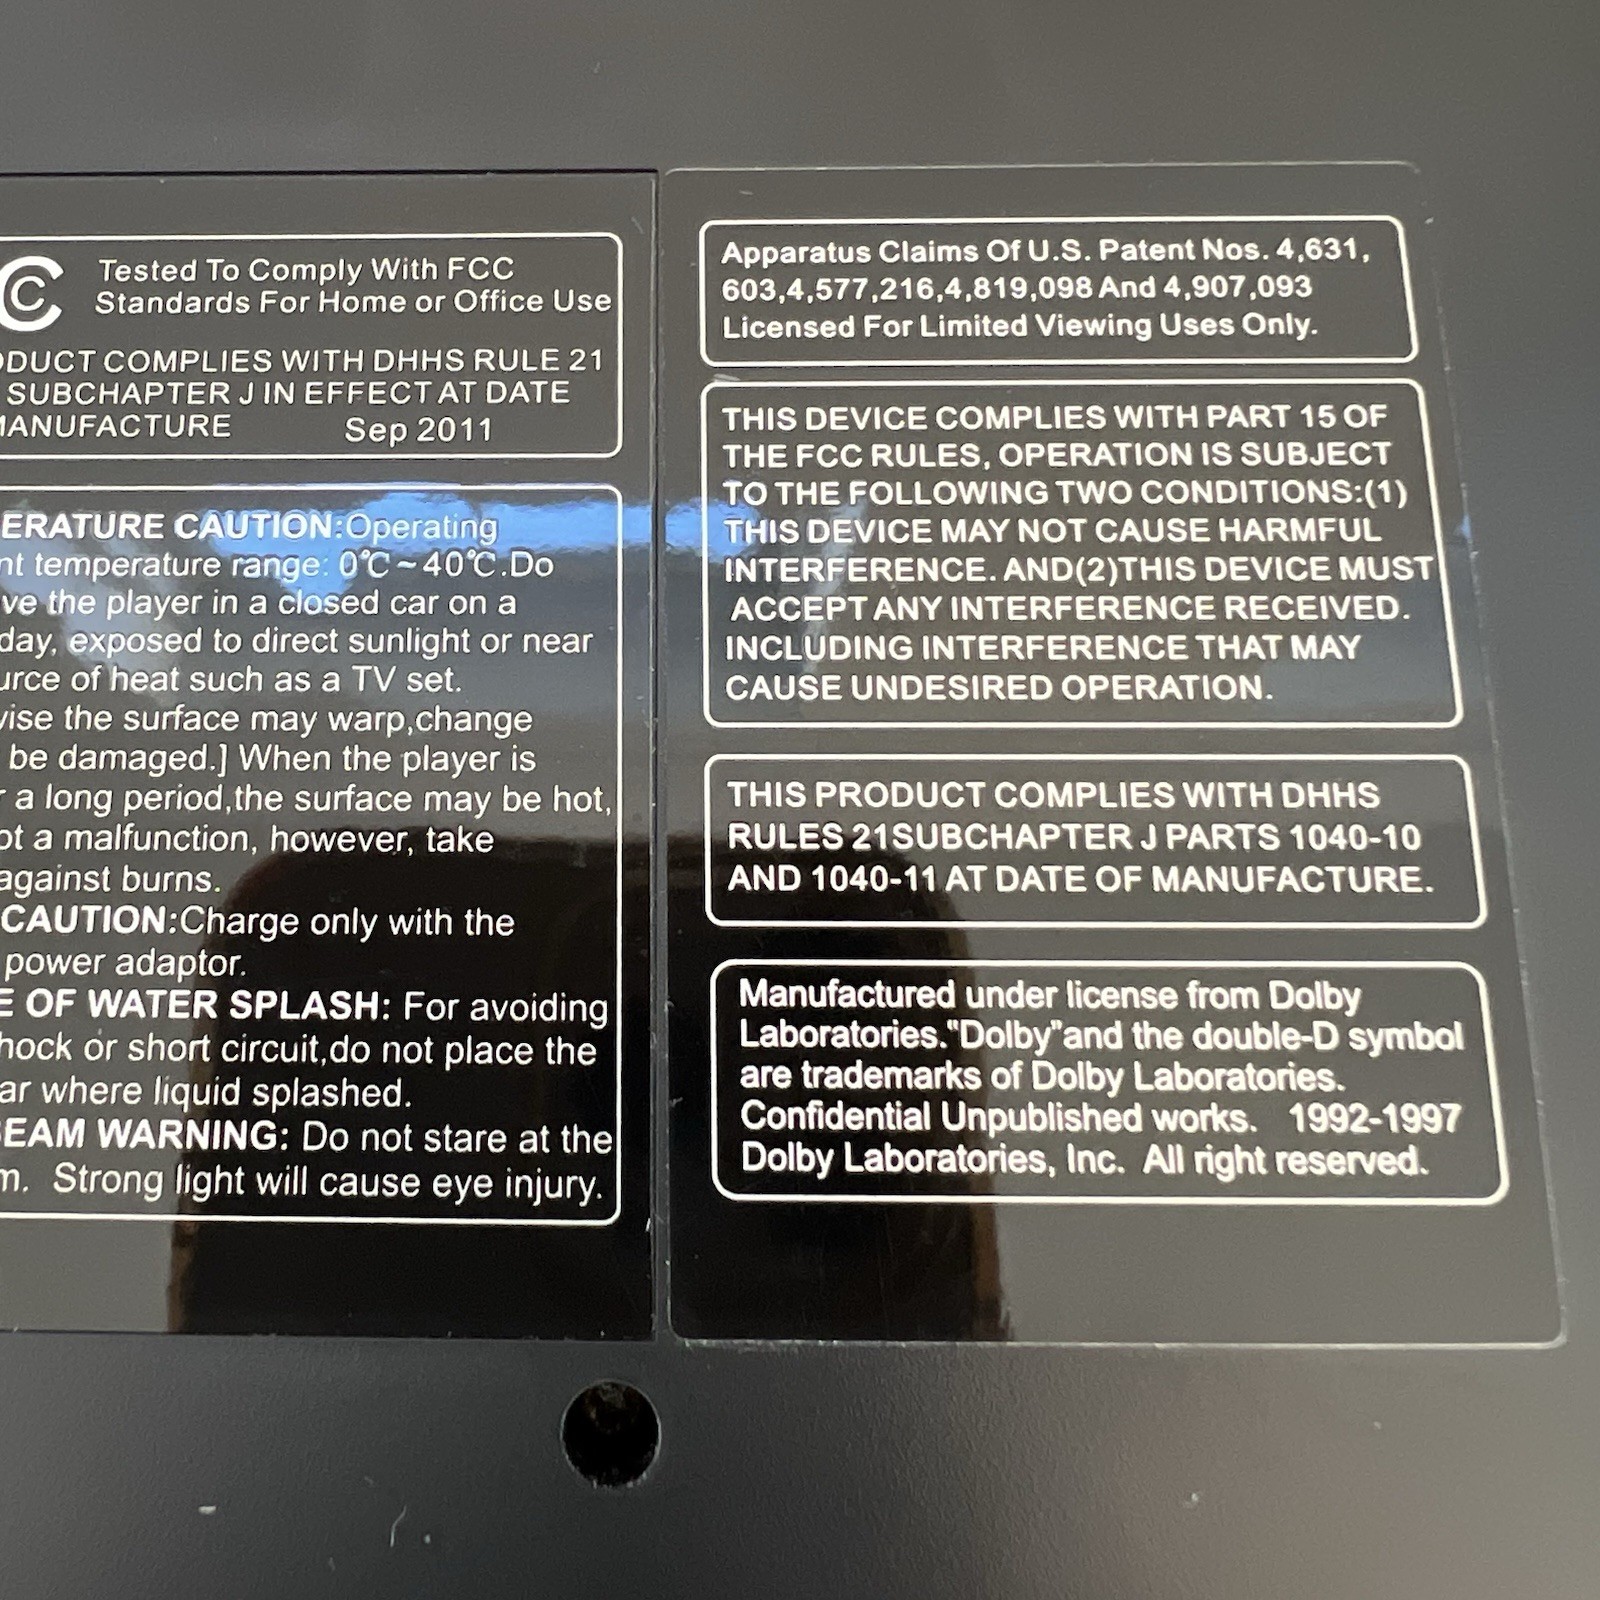 Tested To Comply With FCC
Standards For Home or Office Use
COMPLIES WITH DHHS RULE 21
SUBCHAPTER J IN EFFECT AT DATE
Sep 2011
CAUTION:Operating
temperature range: 0℃~40℃.Do
the player in a closed car on a
day, exposed to direct sunlight or near
of heat such as a TV set.
the surface may warp,change
be damaged.] When the player is
a long period,the surface may be hot,
a malfunction, however, take
against burns.
CAUTION:Charge only with the
power adaptor.
OF WATER SPLASH: For avoiding
or short circuit,do not place the
where liquid splashed.
WARNING: Do not stare at the
Strong light will cause eye injury.
Apparatus Claims Of U.S. Patent Nos. 4,631,
603,4,577,216,4,819,098 And 4,907,093
Licensed For Limited Viewing Uses Only.
THIS DEVICE COMPLIES WITH PART 15 OF
THE FCC RULES, OPERATION IS SUBJECT
TO THE FOLLOWING TWO CONDITIONS:(1)
THIS DEVICE MAY NOT CAUSE HARMFUL
INTERFERENCE. AND(2)THIS DEVICE MUST
ACCEPT ANY INTERFERENCE RECEIVED.
INCLUDING INTERFERENCE THAT MAY
CAUSE UNDESIRED OPERATION.
THIS PRODUCT COMPLIES WITH DHHS
RULES 21SUBCHAPTER J PARTS 1040-10
AND 1040-11 AT DATE OF MANUFACTURE.
Manufactured under license from Dolby
Laboratories."Dolby"and the double-D symbol
are trademarks of Dolby Laboratories.
Confidential Unpublished works. 1992-1997
Dolby Laboratories, Inc. All right reserved.